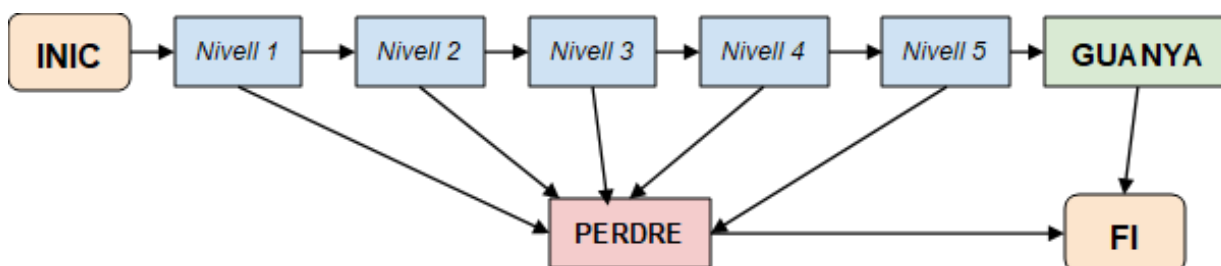 INIC
Nivell 1
Nivell 2
Nivell 3
Nivell 4
Nivell 5
GUANYA
PERDRE
FI